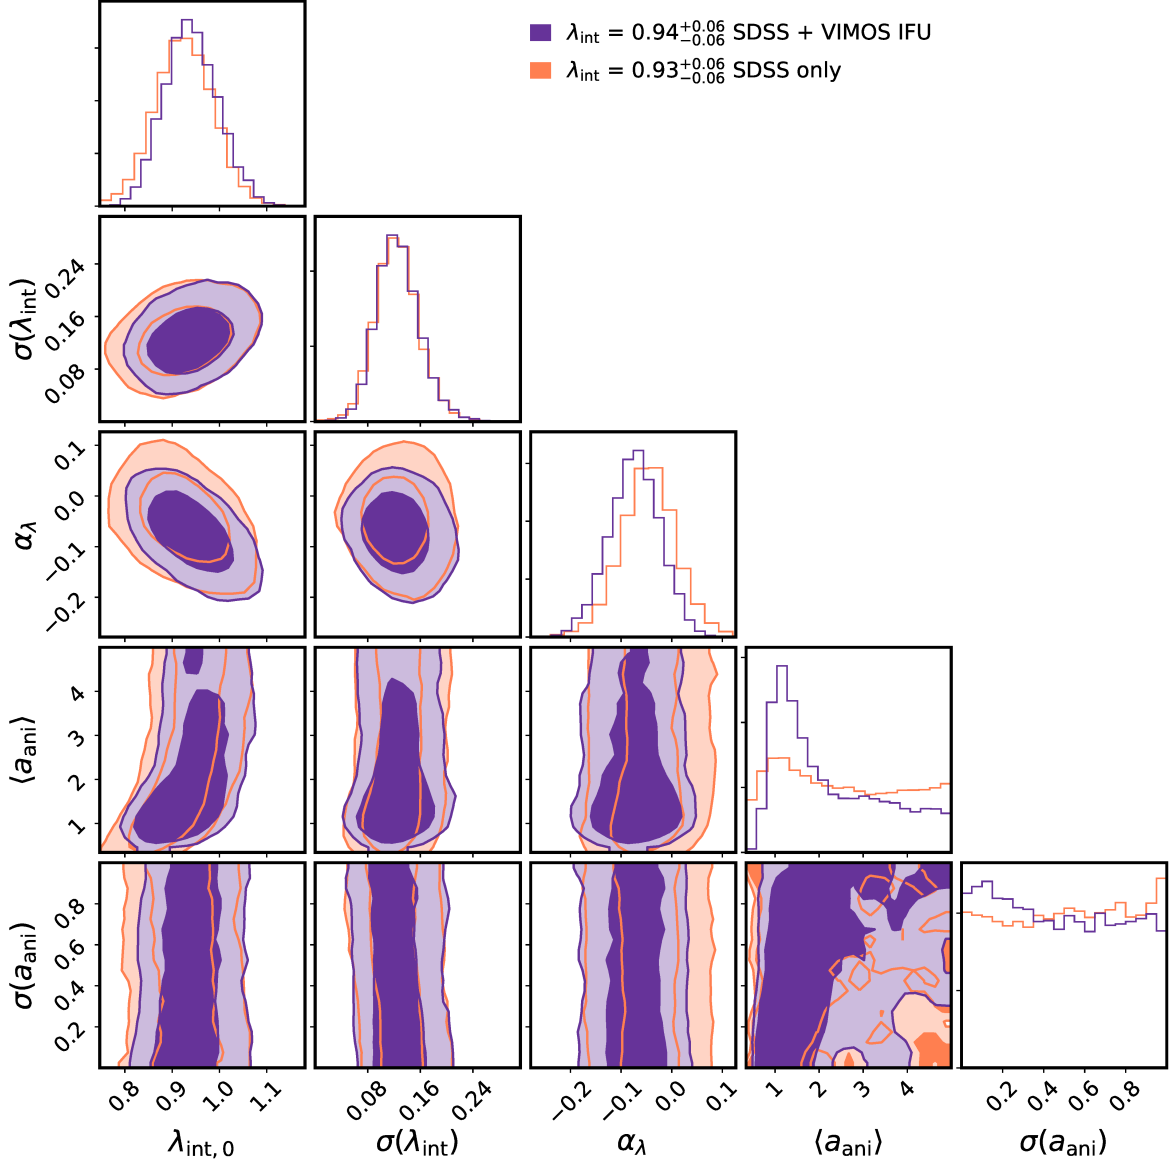 λint = 0.94+0.06−0.06 SDSS + VIMOS IFU
λint = 0.93+0.06−0.06 SDSS only
σ(λint)
0.24
0.16
0.08
αλ
0.1
0.0
−0.1
−0.2
⟨aani⟩
4
3
2
1
σ(aani)
0.8
0.6
0.4
0.2
0.8 0.9 1.0 1.1 0.08 0.16 0.24 −0.2 −0.1 0.0 0.1 1 2 3 4 0.2 0.4 0.6 0.8
λint, 0 σ(λint) αλ ⟨aani⟩ σ(aani)